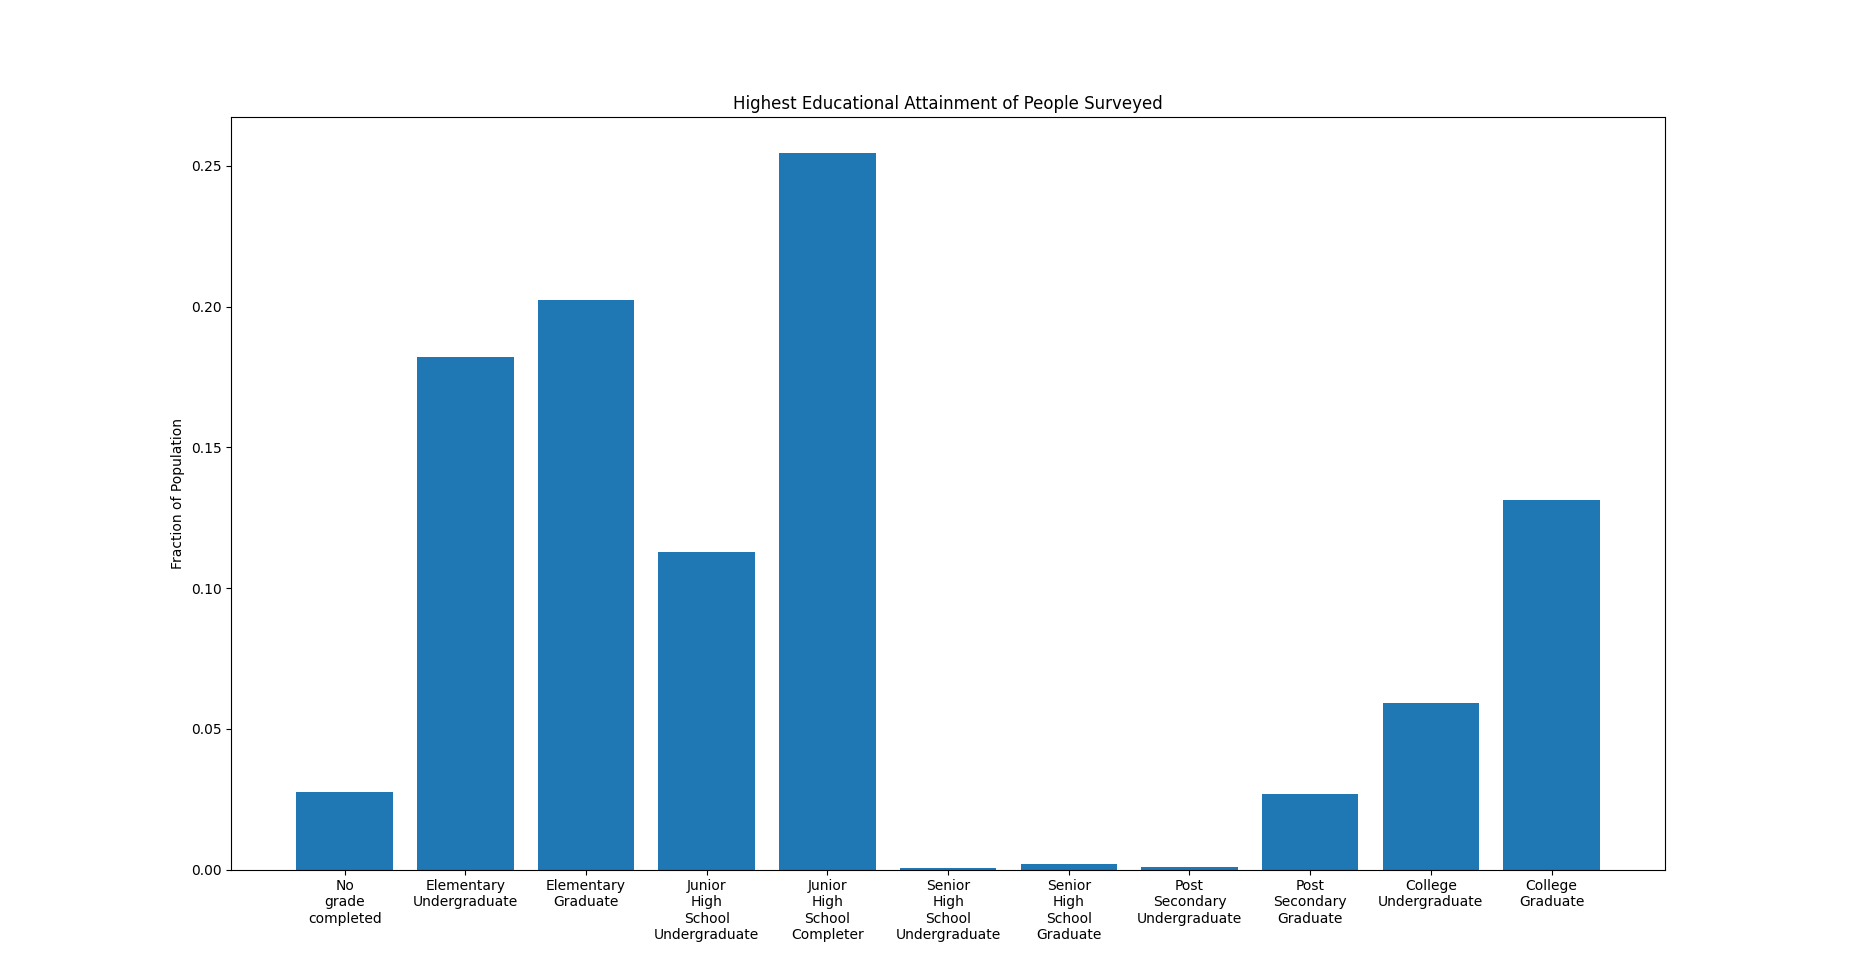 Highest Educational Attainment of People Surveyed
Fraction of Population
0.25
0.20
0.15
0.10
0.05
0.00
No
grade
completed
Elementary
Undergraduate
Elementary
Graduate
Junior
High
School
Undergraduate
Junior
High
School
Completer
Senior
High
School
Undergraduate
Senior
High
School
Graduate
Post
Secondary
Undergraduate
Post
Secondary
Graduate
College
Undergraduate
College
Graduate